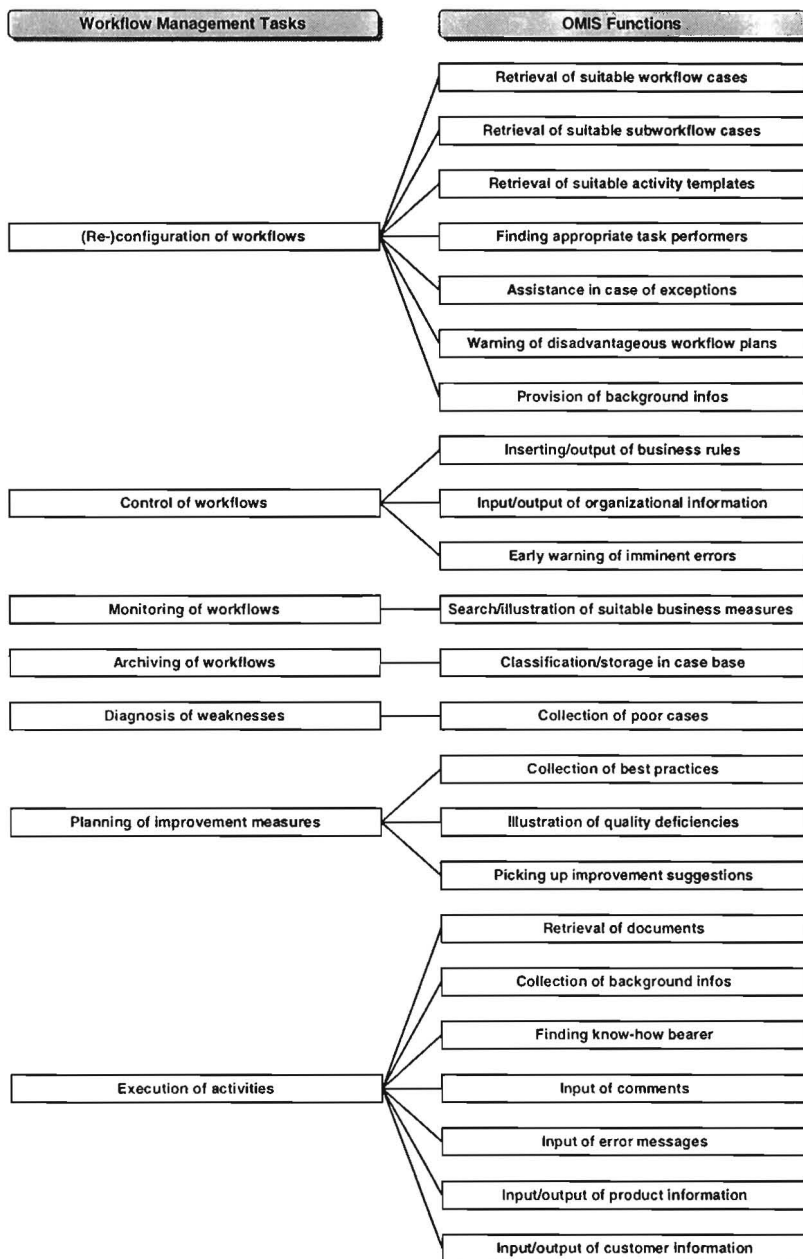 Workflow Management Tasks
OMIS Functions
Retrieval of suitable workflow cases
Retrieval of suitable subworkflow cases
Retrieval of suitable activity templates
(Re-)configuration of workflows
Finding appropriate task performers
Assistance in case of exceptions
Warning of disadvantageous workflow plans
Provision of background infos
Inserting/output of business rules
Control of workflows
Input/output of organizational information
Early warning of imminent errors
Monitoring of workflows
Search/illustration of suitable business measures
Archiving of workflows
Classification/storage in case base
Diagnosis of weaknesses
Collection of poor cases
Collection of best practices
Planning of improvement measures
Illustration of quality deficiencies
Picking up improvement suggestions
Retrieval of documents
Collection of background infos
Finding know-how bearer
Execution of activities
Input of comments
Input of error messages
Input/output of product information
Input/output of customer information